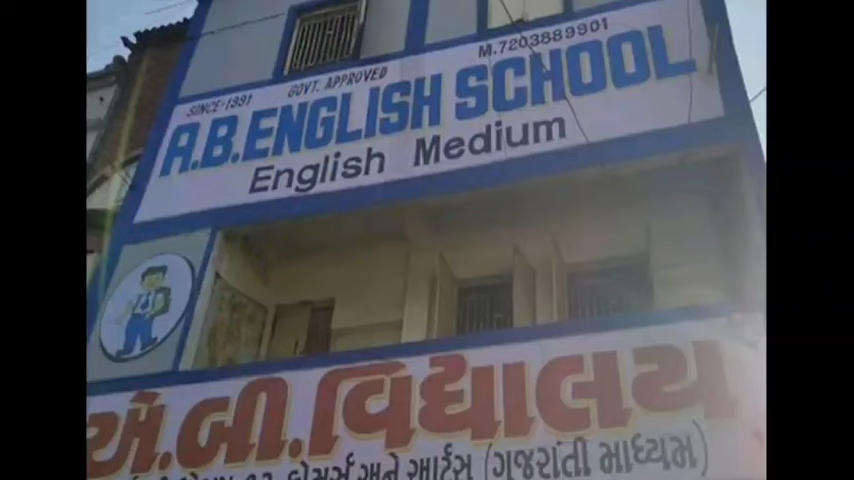 M.7203889901
SINCE-1991 GOVT. APPROVED
A.B.ENGLISH SCHOOL
English Medium
એ.બી. વિદ્યાલય
કોમર્સ અને આર્ટસ (ગુજરાતી માધ્યમ)